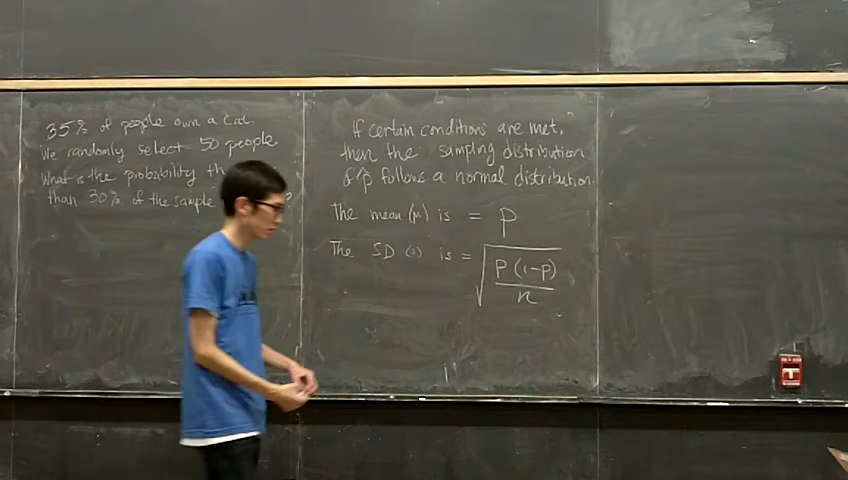 35% of people own a cat.
We randomly select 50 people
What is the probability th
than 30% of the sample ?
If certain conditions are met,
then the sampling distribution
of p̂ follows a normal distribution.
The mean (μ) is = p
The SD (s) is = √(p(1-p)/n)